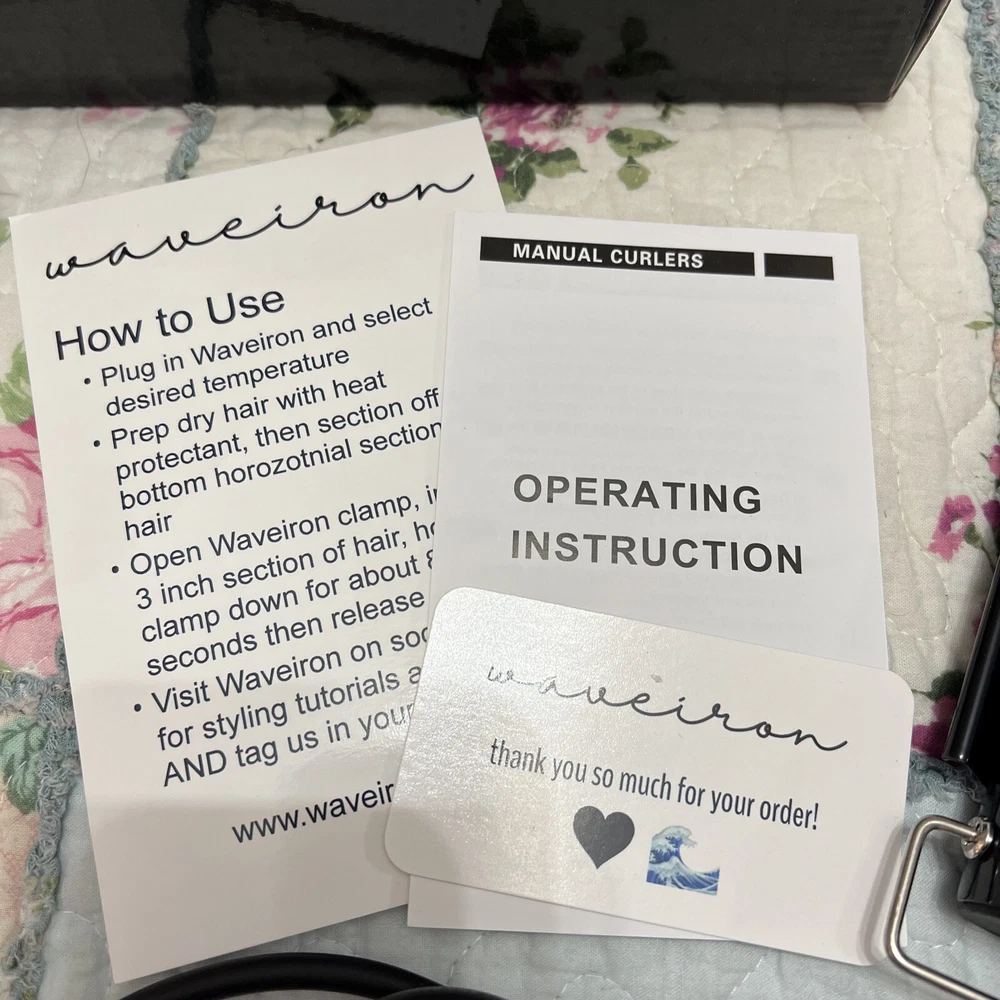 waveiron
How to Use
• Plug in Waveiron and select
desired temperature
• Prep dry hair with heat
protectant, then section off
bottom horozotnial section
hair
• Open Waveiron clamp,
3 inch section of hair,
clamp down for about
seconds then release
• Visit Waveiron on
for styling tutorials
AND tag us in your
MANUAL CURLERS
OPERATING
INSTRUCTION
waveiron
thank you so much for your order!